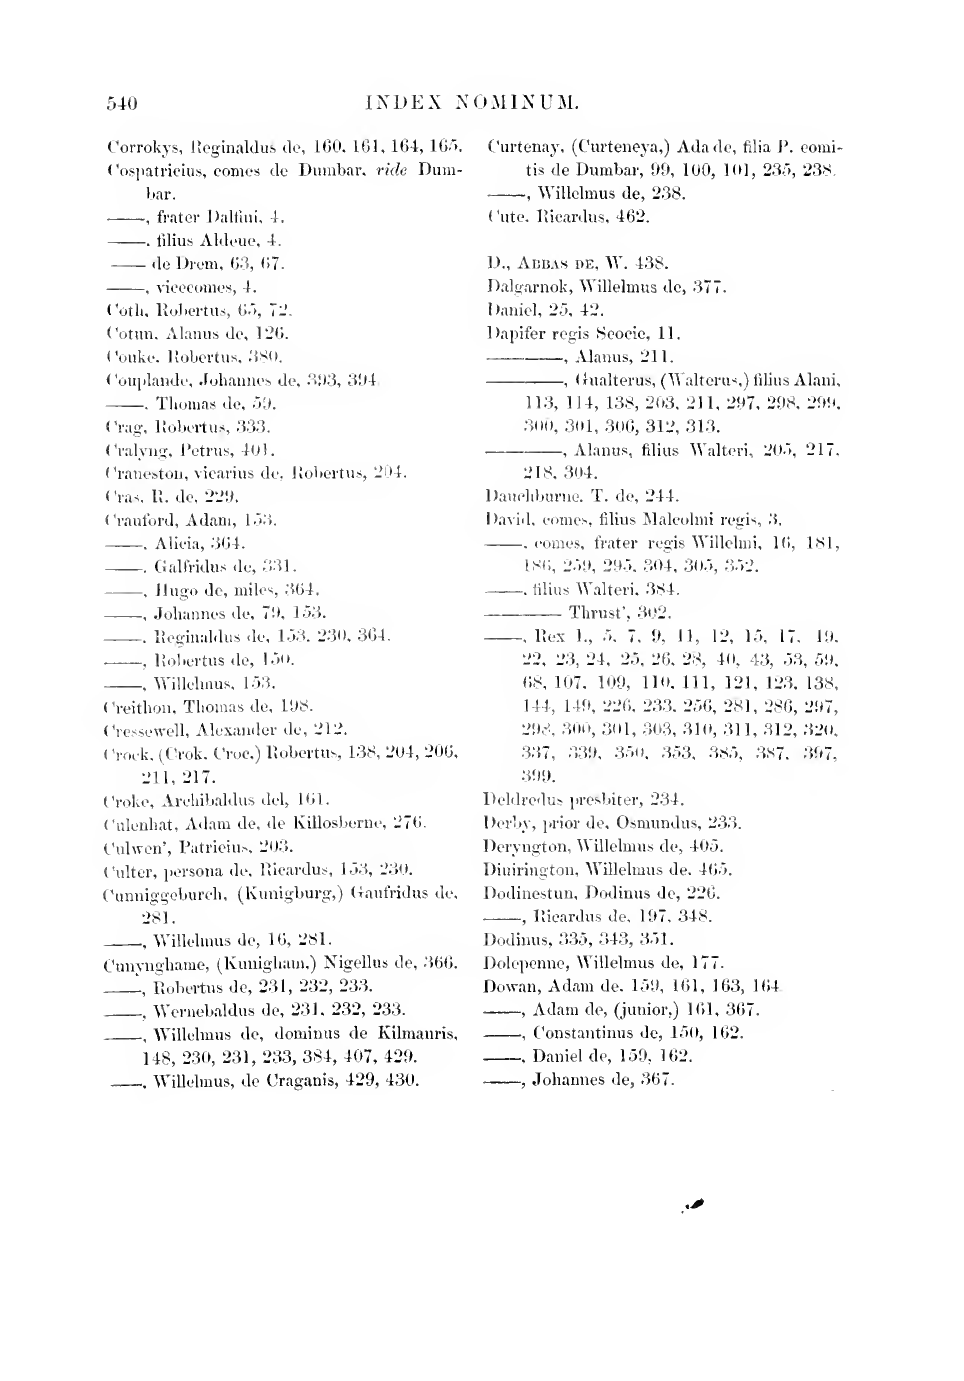 540 INDEX NOMINUM.
Corrokys, Reginaldus de, 160, 161, 164, 165.
Cospatricius, comes de Dumbar, vide Dum-
bar.
——, frater Dalfini, 4.
——, filius Aldeue, 4.
—— de Drem, 63, 67.
——, vicecomes, 4.
Coth, Robertus, 65, 72.
Cotun, Alanus de, 126.
Couke, Robertus, 380.
Couplande, Johannes de, 393, 394.
——, Thomas de, 59.
Crag, Robertus, 333.
Cralyng, Petrus, 401.
Craneston, vicarius de, Robertus, 204.
Cras, R. de, 229.
Crauford, Adam, 153.
——, Alicia, 364.
——, Galfridus de, 331.
——, Hugo de, miles, 364.
——, Johannes de, 79, 153.
——, Reginaldus de, 153, 230, 364.
——, Robertus de, 150.
——, Willelmus, 153.
Creithon, Thomas de, 198.
Cressewell, Alexander de, 212.
Crock, (Crok, Croc,) Robertus, 138, 204, 206,
211, 217.
Croke, Archibaldus del, 161.
Culenhat, Adam de, de Killosberne, 276.
Culwen', Patricius, 203.
Culter, persona de, Ricardus, 153, 230.
Cunniggeburch, (Kunigburg,) Gaufridus de,
281.
——, Willelmus de, 16, 281.
Cunynghame, (Kunigham,) Nigellus de, 366.
——, Robertus de, 231, 232, 233.
——, Wernebaldus de, 231, 232, 233.
——, Willelmus de, dominus de Kilmauris,
148, 230, 231, 233, 384, 407, 429.
——, Willelmus, de Craganis, 429, 430.
Curtenay, (Curteneya,) Ada de, filia P. comi-
tis de Dumbar, 99, 100, 101, 235, 238.
——, Willelmus de, 238.
Cute, Ricardus, 462.
D., ABBAS DE, W. 438.
Dalgarnok, Willelmus de, 377.
Daniel, 25, 42.
Dapifer regis Scocie, 11.
————, Alanus, 211.
————, Gualterus, (Walterus,) filius Alani,
113, 114, 138, 203, 211, 297, 298, 299,
300, 301, 306, 312, 313.
————, Alanus, filius Walteri, 205, 217,
218, 304.
Dauchburne, T. de, 244.
David, comes, filius Malcolmi regis, 3.
——, comes, frater regis Willelmi, 16, 181,
186, 259, 295, 304, 305, 352.
——, filius Walteri, 384.
———— Thrust', 302.
——, Rex I., 5, 7, 9, 11, 12, 15, 17, 19,
22, 23, 24, 25, 26, 28, 40, 43, 53, 59,
68, 107, 109, 110, 111, 121, 123, 138,
144, 149, 226, 233, 256, 281, 286, 297,
298, 300, 301, 303, 310, 311, 312, 320,
337, 339, 350, 353, 385, 387, 397,
399.
Deldredus presbiter, 234.
Derby, prior de, Osmundus, 233.
Deryngton, Willelmus de, 405.
Diuirington, Willelmus de, 465.
Dodinestun, Dodinus de, 226.
——, Ricardus de, 197, 348.
Dodinus, 335, 343, 351.
Dolepenne, Willelmus de, 177.
Dowan, Adam de, 159, 161, 163, 164
——, Adam de, (junior,) 161, 367.
——, Constantinus de, 150, 162.
——, Daniel de, 159, 162.
——, Johannes de, 367.